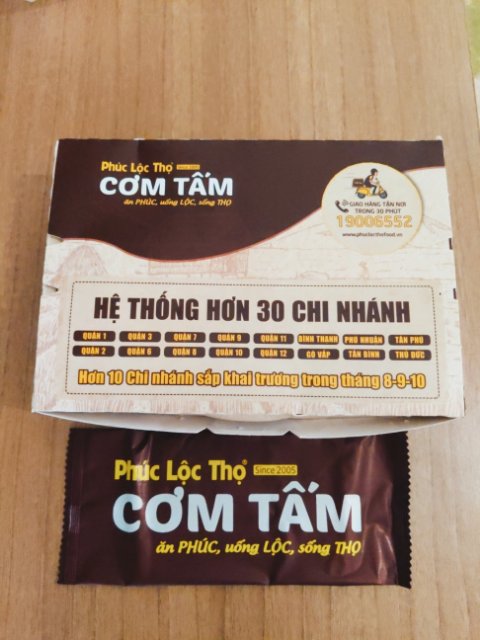 Phúc Lộc Thọ Since 2005
CƠM TẤM
ăn PHÚC, uống LỘC, sống THỌ
GIAO HÀNG TẬN NƠI
TRONG 30 PHÚT
19006552
www.phuclocthofood.vn
HỆ THỐNG HƠN 30 CHI NHÁNH
QUẬN 1 QUẬN 3 QUẬN 7 QUẬN 9 QUẬN 11 BÌNH THẠNH PHÚ NHUẬN TÂN PHÚ
QUẬN 2 QUẬN 6 QUẬN 8 QUẬN 10 QUẬN 12 GÒ VẤP TÂN BÌNH THỦ ĐỨC
Hơn 10 Chi nhánh sắp khai trương trong tháng 8-9-10
Phúc Lộc Thọ® Since 2005
CƠM TẤM
ăn PHÚC, uống LỘC, sống THỌ